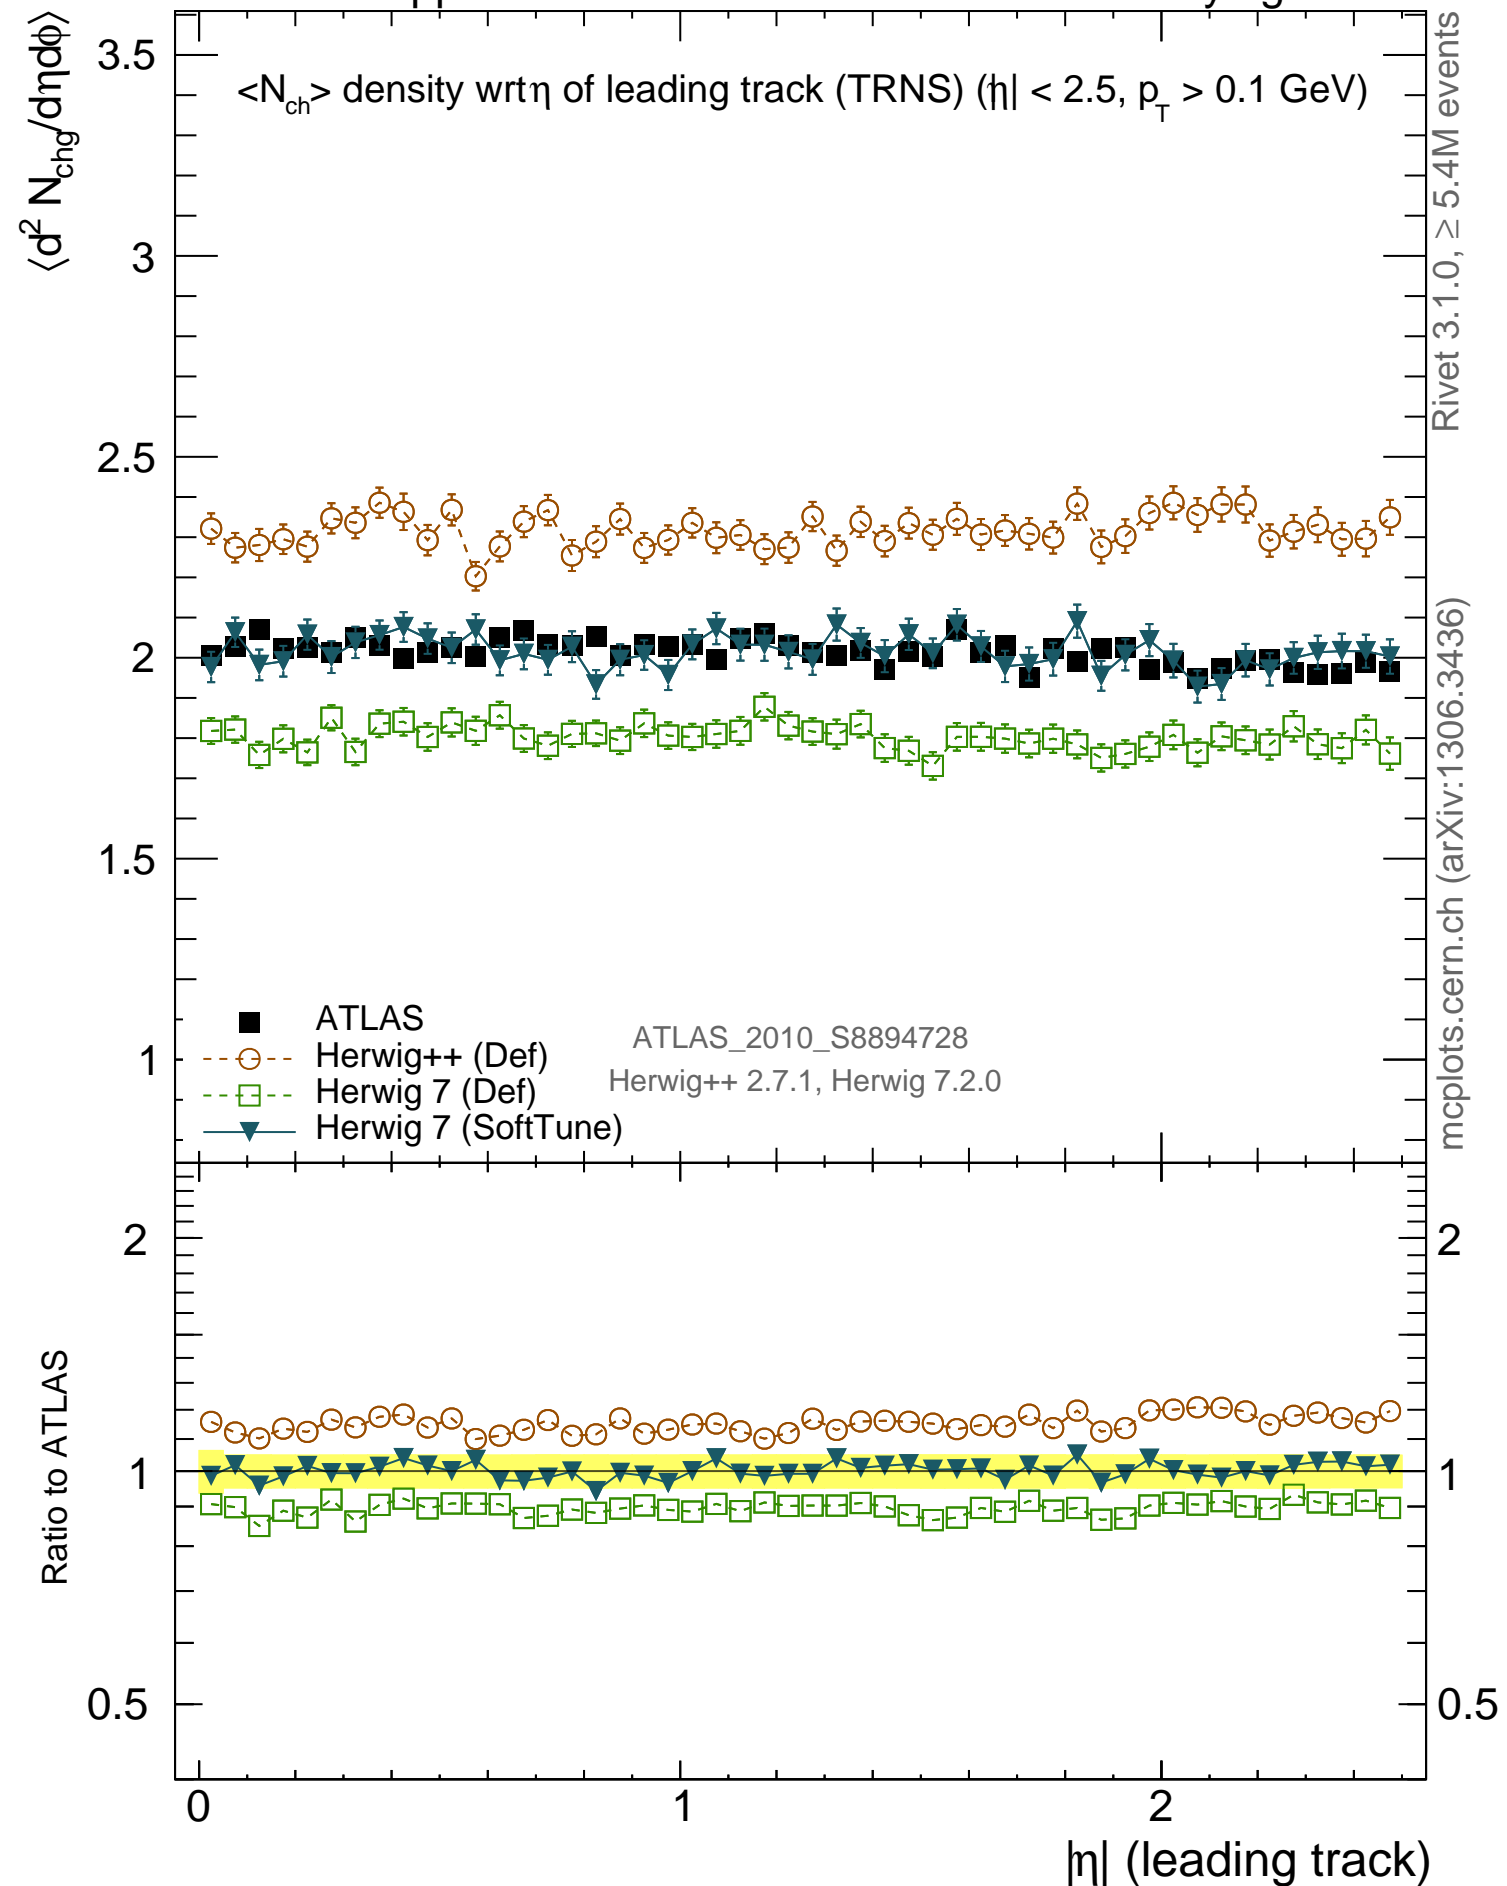 ⟨d² N_chg/dηdϕ⟩
<N_ch> density wrtη of leading track (TRNS) (|η| < 2.5, p_T > 0.1 GeV)
3.5
3
2.5
2
1.5
1
ATLAS
Herwig++ (Def)
Herwig 7 (Def)
Herwig 7 (SoftTune)
ATLAS_2010_S8894728
Herwig++ 2.7.1, Herwig 7.2.0
Rivet 3.1.0, ≥ 5.4M events
mcplots.cern.ch (arXiv:1306.3436)
Ratio to ATLAS
2
1
0.5
2
1
0.5
0
1
2
|η| (leading track)